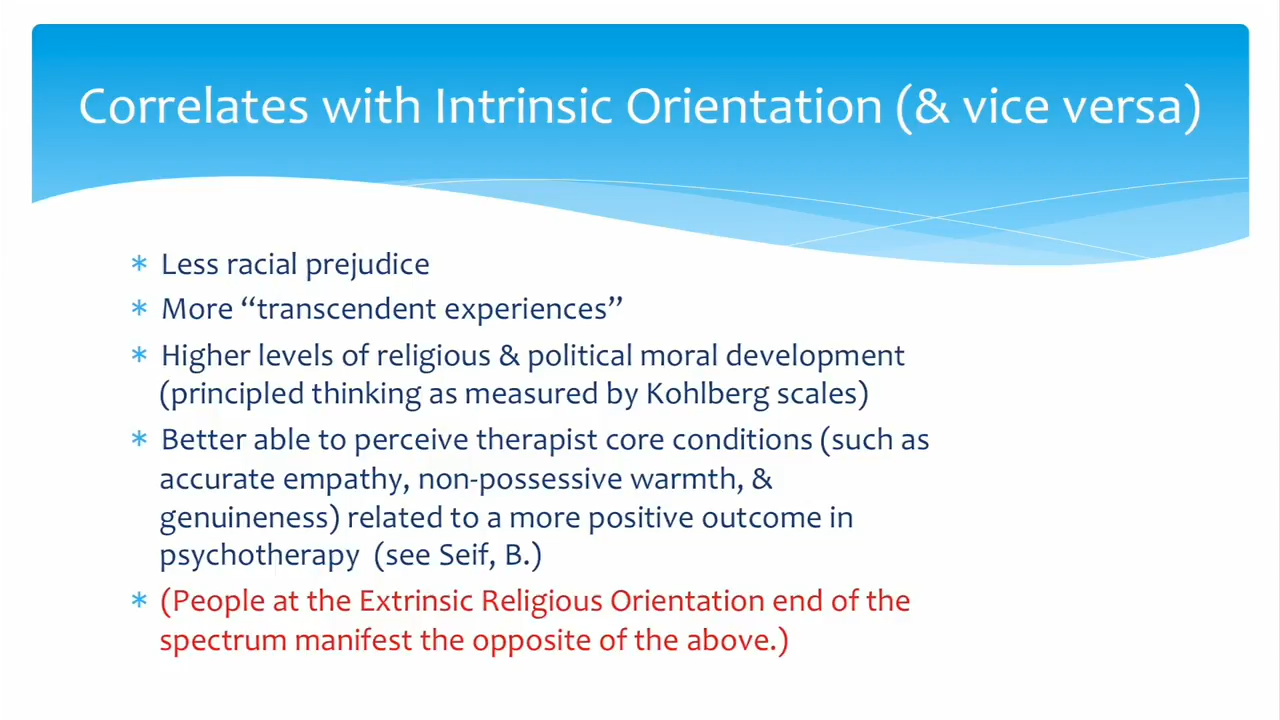 Correlates with Intrinsic Orientation (& vice versa)
* Less racial prejudice
* More “transcendent experiences”
* Higher levels of religious & political moral development
(principled thinking as measured by Kohlberg scales)
* Better able to perceive therapist core conditions (such as
accurate empathy, non-possessive warmth, &
genuineness) related to a more positive outcome in
psychotherapy (see Seif, B.)
* (People at the Extrinsic Religious Orientation end of the
spectrum manifest the opposite of the above.)